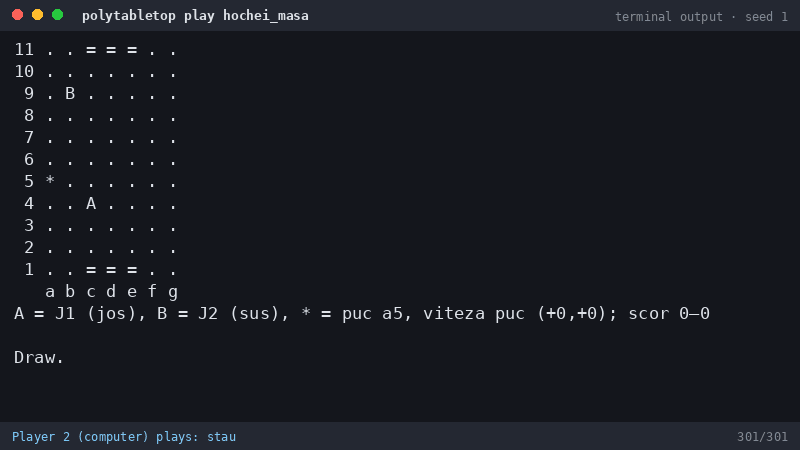 polytabletop play hochei_masa
terminal output · seed 1
11 . . = = = . .
10 . . . . . . .
9 . B . . . . .
8 . . . . . . .
7 . . . . . . .
6 . . . . . . .
5 * . . . . . .
4 . . A . . . .
3 . . . . . . .
2 . . . . . . .
1 . . = = = . .
a b c d e f g
A = J1 (jos), B = J2 (sus), * = puc a5, viteza puc (+0,+0); scor 0–0
Draw.
Player 2 (computer) plays: stau
301/301